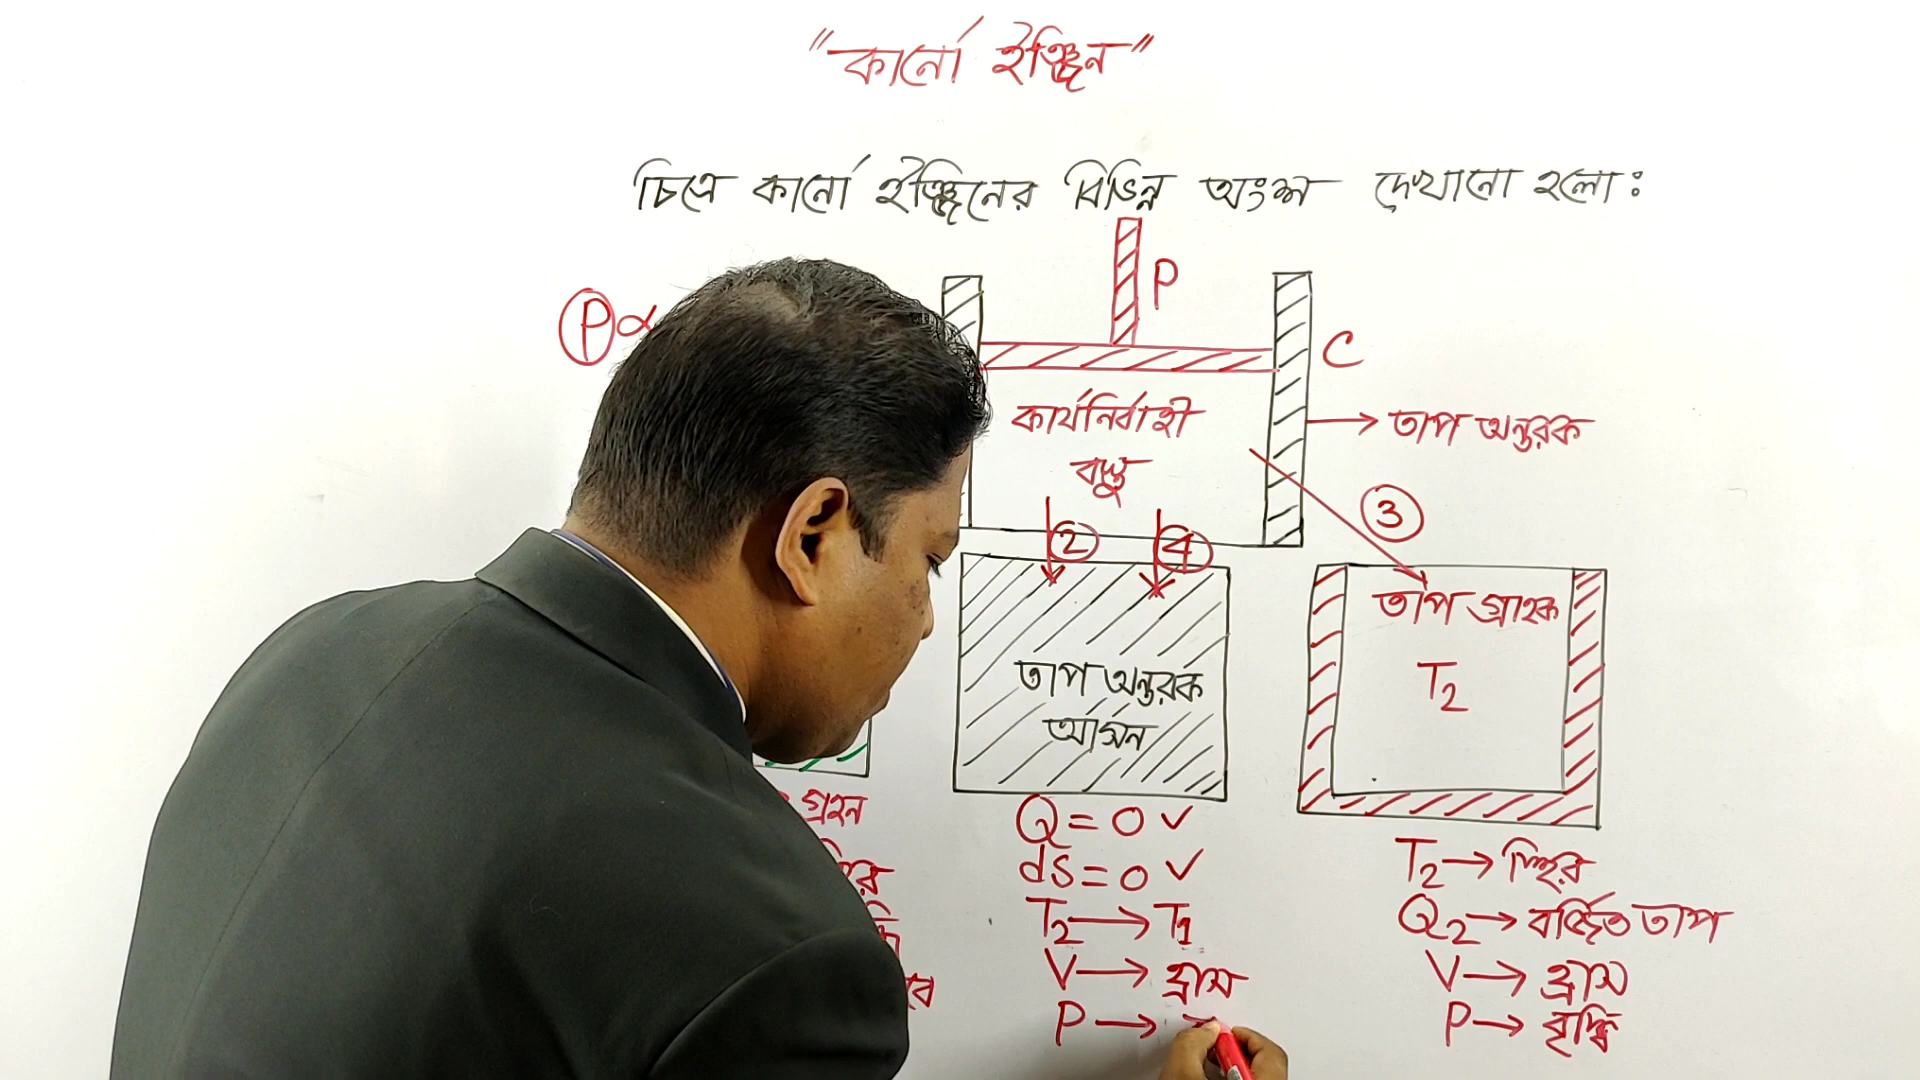 "কার্নো ইঞ্জিন"
চিত্রে কার্নো ইঞ্জিনের বিভিন্ন অংশ দেখানো হলো:
P
P ∝
C
কার্যনির্বাহী
বস্তু
তাপ অন্তরক
2
4
3
তাপ অন্তরক
আসন
তাপ গ্রাহক
T₂
গ্রহন
Q = 0 ✓
dS = 0 ✓
T₂ → T₁
V → হ্রাস
P →
T₂ → স্থির
Q₂ → বর্জিত তাপ
V → হ্রাস
P → বৃদ্ধি